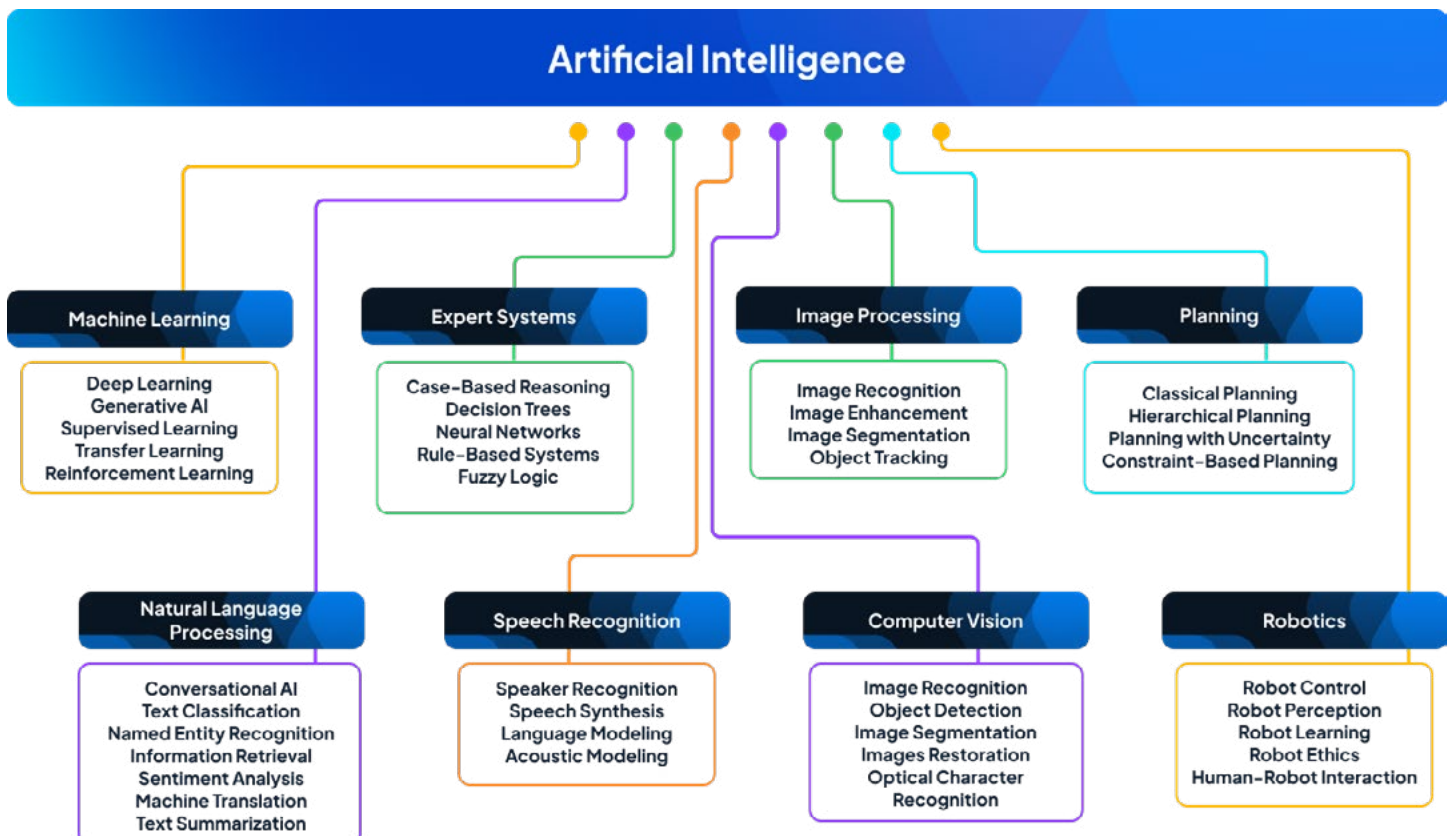 Artificial Intelligence
Machine Learning
Deep Learning
Generative AI
Supervised Learning
Transfer Learning
Reinforcement Learning
Expert Systems
Case-Based Reasoning
Decision Trees
Neural Networks
Rule-Based Systems
Fuzzy Logic
Image Processing
Image Recognition
Image Enhancement
Image Segmentation
Object Tracking
Planning
Classical Planning
Hierarchical Planning
Planning with Uncertainty
Constraint-Based Planning
Natural Language
Processing
Conversational AI
Text Classification
Named Entity Recognition
Information Retrieval
Sentiment Analysis
Machine Translation
Text Summarization
Speech Recognition
Speaker Recognition
Speech Synthesis
Language Modeling
Acoustic Modeling
Computer Vision
Image Recognition
Object Detection
Image Segmentation
Images Restoration
Optical Character
Recognition
Robotics
Robot Control
Robot Perception
Robot Learning
Robot Ethics
Human-Robot Interaction